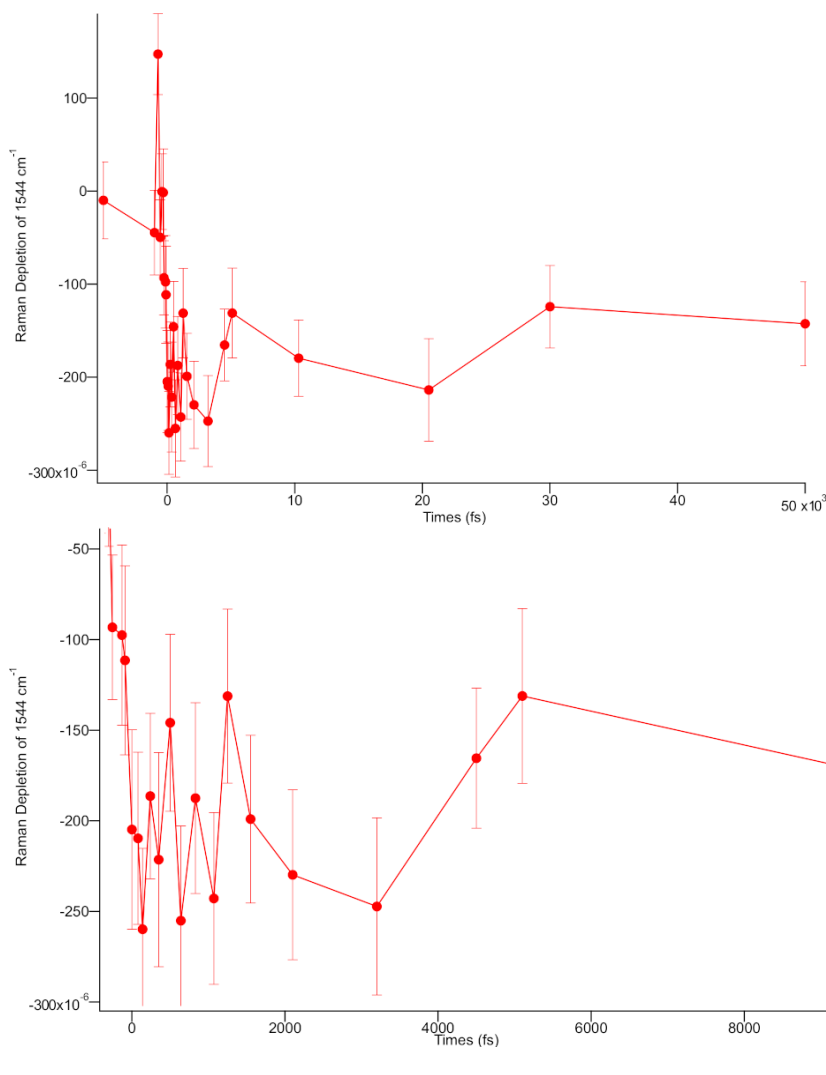 Raman Depletion of 1544 cm⁻¹
100
0
-100
-200
-300x10⁻⁶
0
10
20
30
40
50 x10³
Times (fs)
Raman Depletion of 1544 cm⁻¹
-50
-100
-150
-200
-250
-300x10⁻⁶
0
2000
4000
6000
8000
Times (fs)